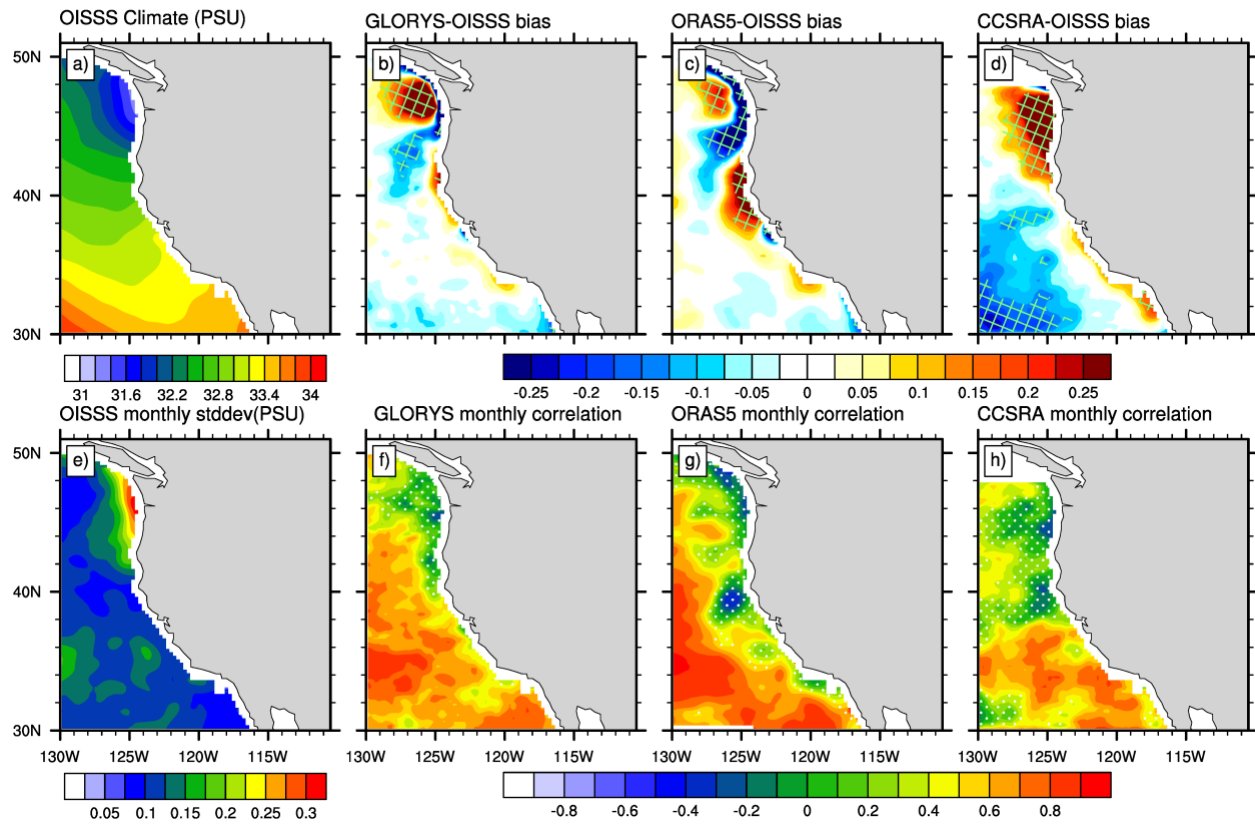 OISSS Climate (PSU)
GLORYS-OISSS bias
ORAS5-OISSS bias
CCSRA-OISSS bias
50N
a)
b)
c)
d)
40N
30N
31 31.6 32.2 32.8 33.4 34
-0.25 -0.2 -0.15 -0.1 -0.05 0 0.05 0.1 0.15 0.2 0.25
OISSS monthly stddev(PSU)
GLORYS monthly correlation
ORAS5 monthly correlation
CCSRA monthly correlation
50N
e)
f)
g)
h)
40N
30N
130W 125W 120W 115W
130W 125W 120W 115W
130W 125W 120W 115W
130W 125W 120W 115W
0.05 0.1 0.15 0.2 0.25 0.3
-0.8 -0.6 -0.4 -0.2 0 0.2 0.4 0.6 0.8